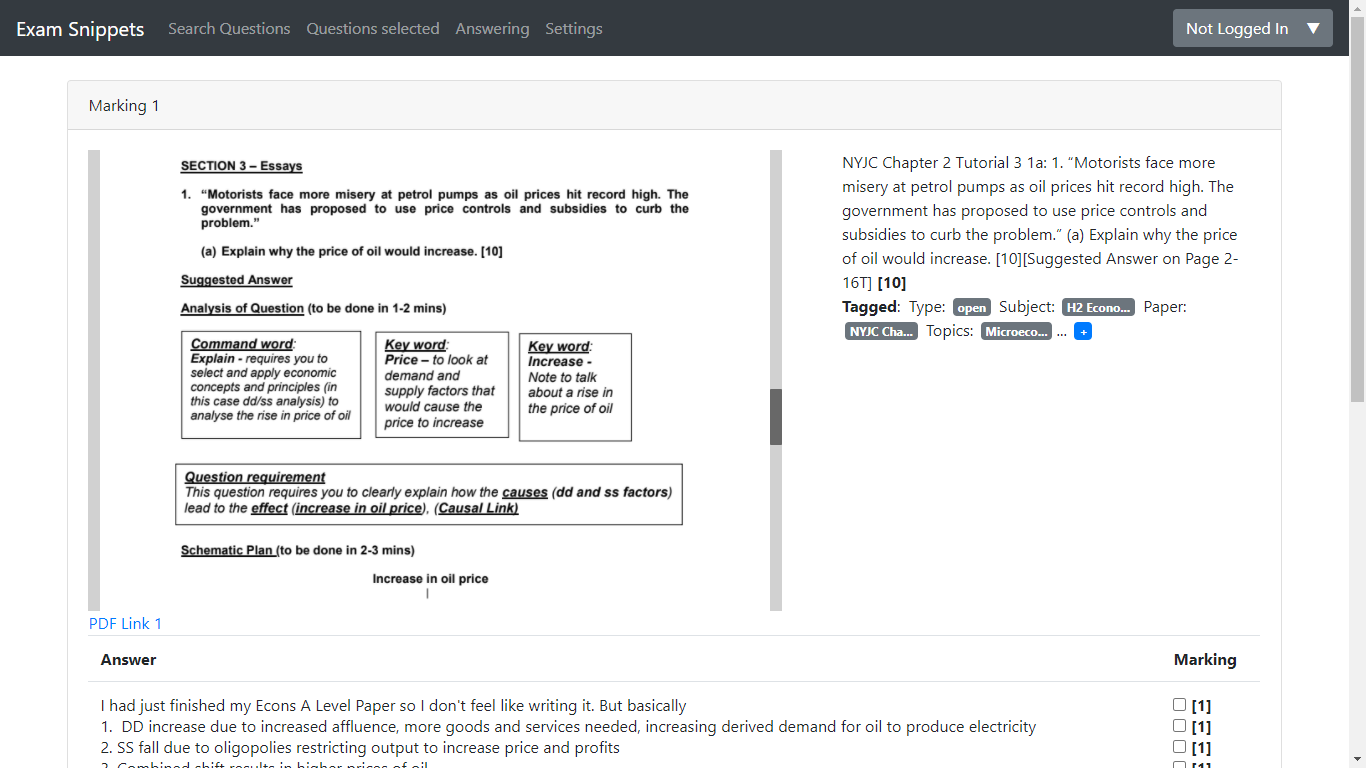 Exam Snippets Search Questions Questions selected Answering Settings Not Logged In ▼
Marking 1
SECTION 3 – Essays
1. “Motorists face more misery at petrol pumps as oil prices hit record high. The
government has proposed to use price controls and subsidies to curb the
problem.”
(a) Explain why the price of oil would increase. [10]
Suggested Answer
Analysis of Question (to be done in 1-2 mins)
Command word:
Explain - requires you to
select and apply economic
concepts and principles (in
this case dd/ss analysis) to
analyse the rise in price of oil
Key word:
Price – to look at
demand and
supply factors that
would cause the
price to increase
Key word:
Increase -
Note to talk
about a rise in
the price of oil
Question requirement
This question requires you to clearly explain how the causes (dd and ss factors)
lead to the effect (increase in oil price), (Causal Link)
Schematic Plan (to be done in 2-3 mins)
Increase in oil price
NYJC Chapter 2 Tutorial 3 1a: 1. “Motorists face more
misery at petrol pumps as oil prices hit record high. The
government has proposed to use price controls and
subsidies to curb the problem.” (a) Explain why the price
of oil would increase. [10][Suggested Answer on Page 2-
16T] [10]
Tagged: Type: open Subject: H2 Econo... Paper:
NYJC Cha... Topics: Microeco... ... +
PDF Link 1
Answer Marking
I had just finished my Econs A Level Paper so I don't feel like writing it. But basically [1]
1. DD increase due to increased affluence, more goods and services needed, increasing derived demand for oil to produce electricity [1]
2. SS fall due to oligopolies restricting output to increase price and profits [1]
3. Combined shift results in higher prices of oil [1]